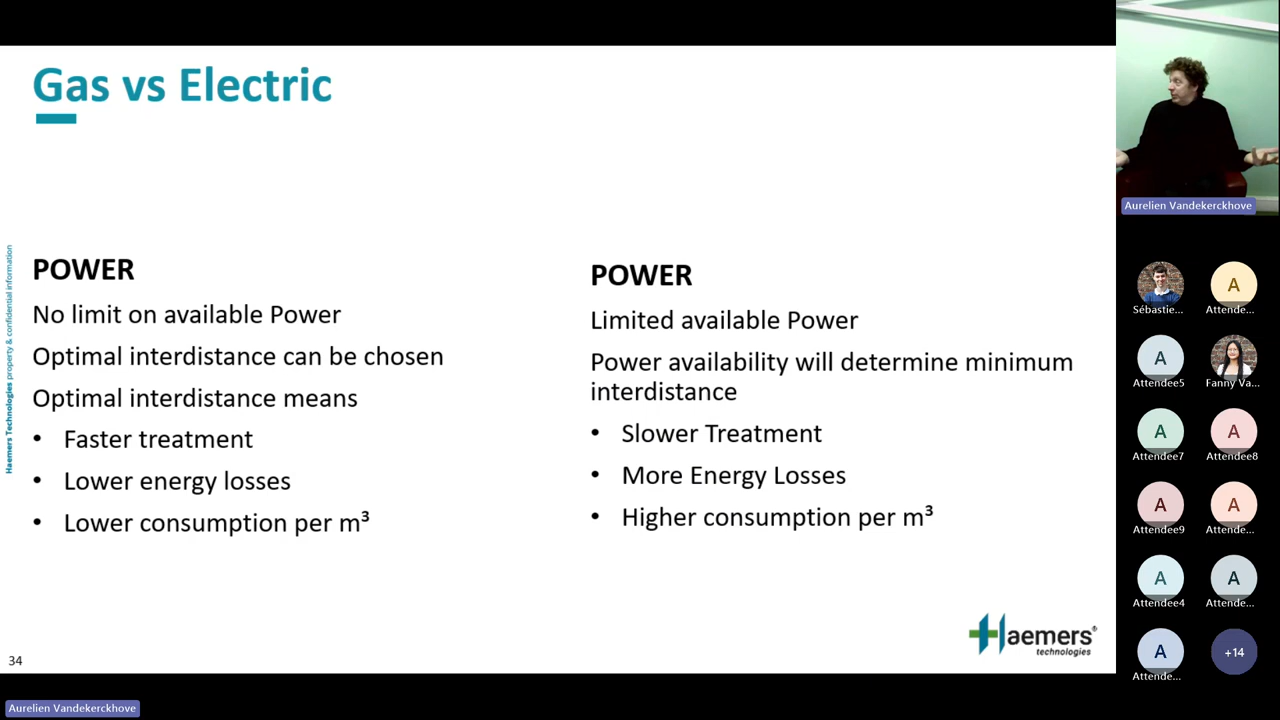 Gas vs Electric
POWER
No limit on available Power
Optimal interdistance can be chosen
Optimal interdistance means
• Faster treatment
• Lower energy losses
• Lower consumption per m³
POWER
Limited available Power
Power availability will determine minimum
interdistance
• Slower Treatment
• More Energy Losses
• Higher consumption per m³
Haemers Technologies property & confidential information
Haemers®
technologies
34
Aurelien Vandekerckhove
Aurelien Vandekerckhove
Sébastie...
A
Attende...
A
Attendee5
Fanny Va...
A
Attendee7
A
Attendee8
A
Attendee9
A
Attende...
A
Attendee4
A
Attende...
A
Attende...
+14